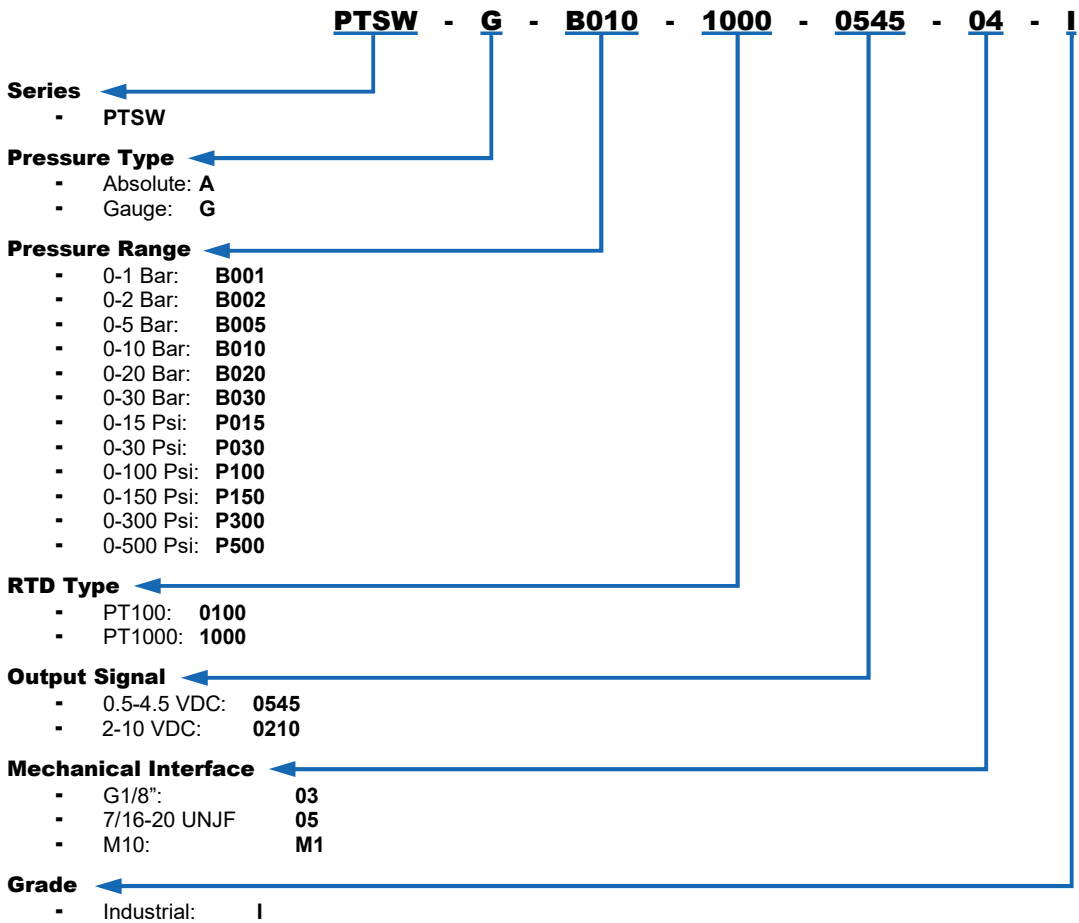 PTSW - G - B010 - 1000 - 0545 - 04 - I
Series
- PTSW
Pressure Type
- Absolute: A
- Gauge: G
Pressure Range
- 0-1 Bar: B001
- 0-2 Bar: B002
- 0-5 Bar: B005
- 0-10 Bar: B010
- 0-20 Bar: B020
- 0-30 Bar: B030
- 0-15 Psi: P015
- 0-30 Psi: P030
- 0-100 Psi: P100
- 0-150 Psi: P150
- 0-300 Psi: P300
- 0-500 Psi: P500
RTD Type
- PT100: 0100
- PT1000: 1000
Output Signal
- 0.5-4.5 VDC: 0545
- 2-10 VDC: 0210
Mechanical Interface
- G1/8”: 03
- 7/16-20 UNJF 05
- M10: M1
Grade
- Industrial: I